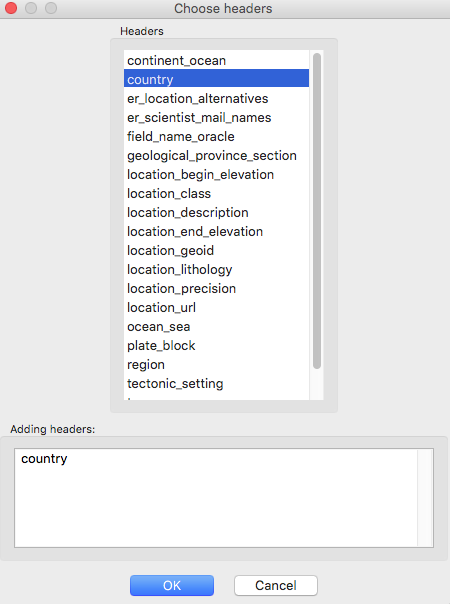 Choose headers
Headers
continent_ocean
country
er_location_alternatives
er_scientist_mail_names
field_name_oracle
geological_province_section
location_begin_elevation
location_class
location_description
location_end_elevation
location_geoid
location_lithology
location_precision
location_url
ocean_sea
plate_block
region
tectonic_setting
Adding headers:
country
OK
Cancel